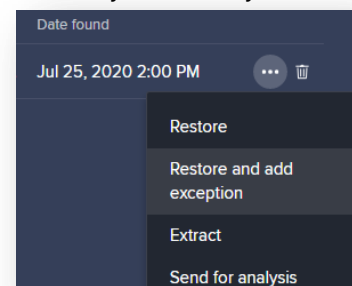 Date found
Jul 25, 2020 2:00 PM
Restore
Restore and add
exception
Extract
Send for analysis